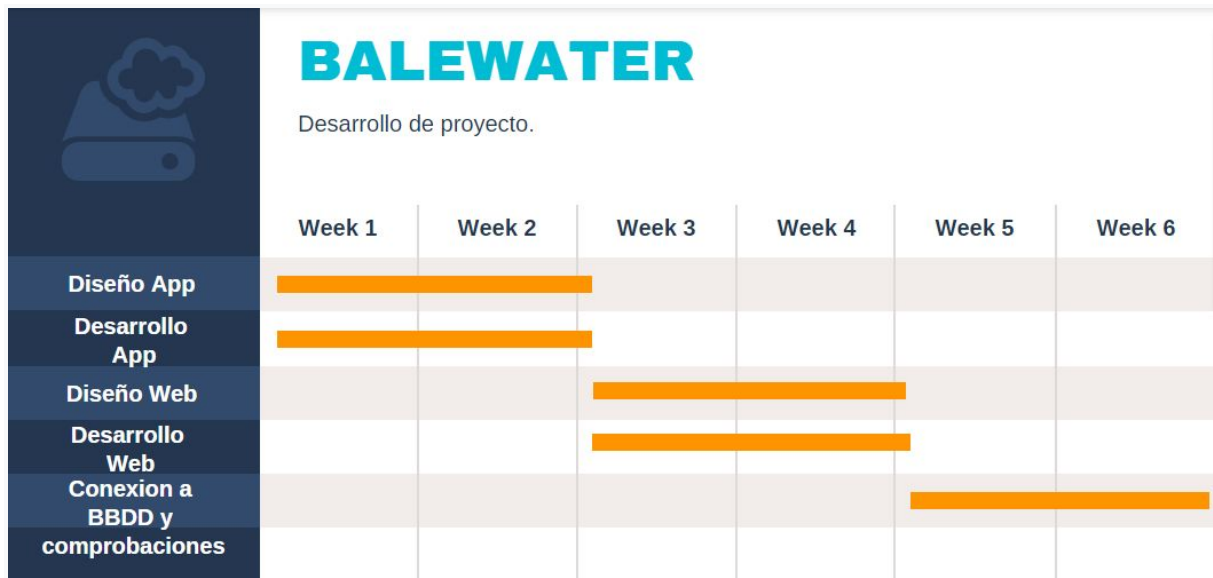 BALEWATER
Desarrollo de proyecto.
Week 1 Week 2 Week 3 Week 4 Week 5 Week 6
Diseño App
Desarrollo
App
Diseño Web
Desarrollo
Web
Conexion a
BBDD y
comprobaciones